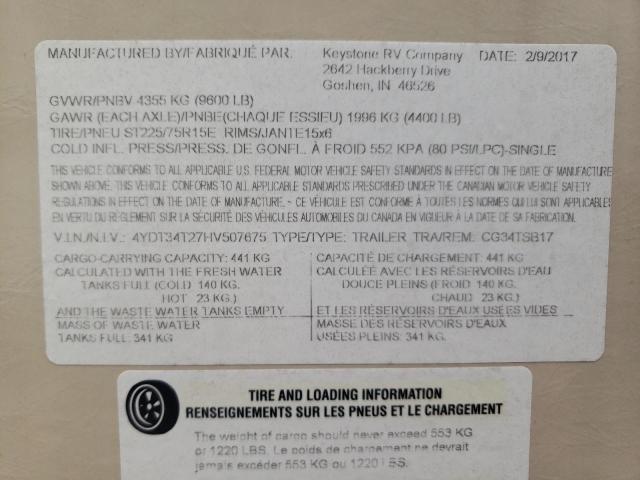 MANUFACTURED BY/FABRIQUÉ PAR. Keystone RV Company DATE: 2/9/2017
2642 Hackberry Drive
Goshen, IN 46526
GVWR/PNBV 4355 KG (9600 LB)
GAWR (EACH AXLE)/PNBE(CHAQUE ESSIEU) 1996 KG (4400 LB)
TIRE/PNEU ST225/75R15E RIMS/JANTE15x6
COLD INFL. PRESS/PRESS. DE GONFL. À FROID 552 KPA (80 PSI/LPC)-SINGLE
THIS VEHICLE CONFORMS TO ALL APPLICABLE U.S. FEDERAL MOTOR VEHICLE SAFETY STANDARDS IN EFFECT ON THE DATE OF MANUFACTURE
SHOWN ABOVE. THIS VEHICLE CONFORMS TO ALL APPLICABLE STANDARDS PRESCRIBED UNDER THE CANADIAN MOTOR VEHICLE SAFETY
REGULATIONS IN EFFECT ON THE DATE OF MANUFACTURE. - CE VÉHICULE EST CONFORME À TOUTES LES NORMES QUI LUI SONT APPLICABLES
EN VERTU DU RÈGLEMENT SUR LA SÉCURITÉ DES VÉHICULES AUTOMOBILES DU CANADA EN VIGUEUR À LA DATE DE SA FABRICATION.
V.I.N./N.I.V.: 4YDT34T27HV507675 TYPE/TYPE: TRAILER TRA/REM: CG34TSB17
CARGO-CARRYING CAPACITY: 441 KG
CALCULATED WITH THE FRESH WATER
TANKS FULL (COLD 140 KG.
HOT 23 KG.)
AND THE WASTE WATER TANKS EMPTY
MASS OF WASTE WATER
TANKS FULL: 341 KG
CAPACITÉ DE CHARGEMENT: 441 KG
CALCULÉE AVEC LES RÉSERVOIRS D'EAU
DOUCE PLEINS (FROID 140 KG.
CHAUD 23 KG.)
ET LES RÉSERVOIRS D'EAUX USÉES VIDES
MASSE DES RÉSERVOIRS D'EAUX
USÉES PLEINS: 341 KG.
TIRE AND LOADING INFORMATION
RENSEIGNEMENTS SUR LES PNEUS ET LE CHARGEMENT
The weight of cargo should never exceed 553 KG
or 1220 LBS. Le poids de chargement ne devrait
jamais excéder 553 KG ou 1220 LBS.